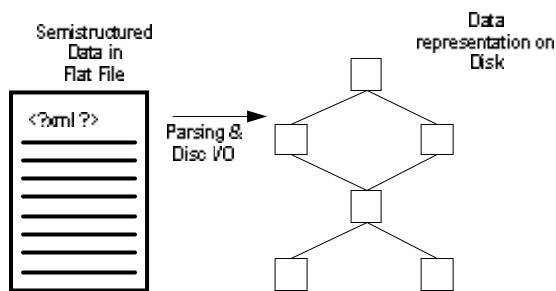 Semistructured
Data in
Flat File
<?xml ?>
Parsing &
Disc I/O
Data
representation on
Disk